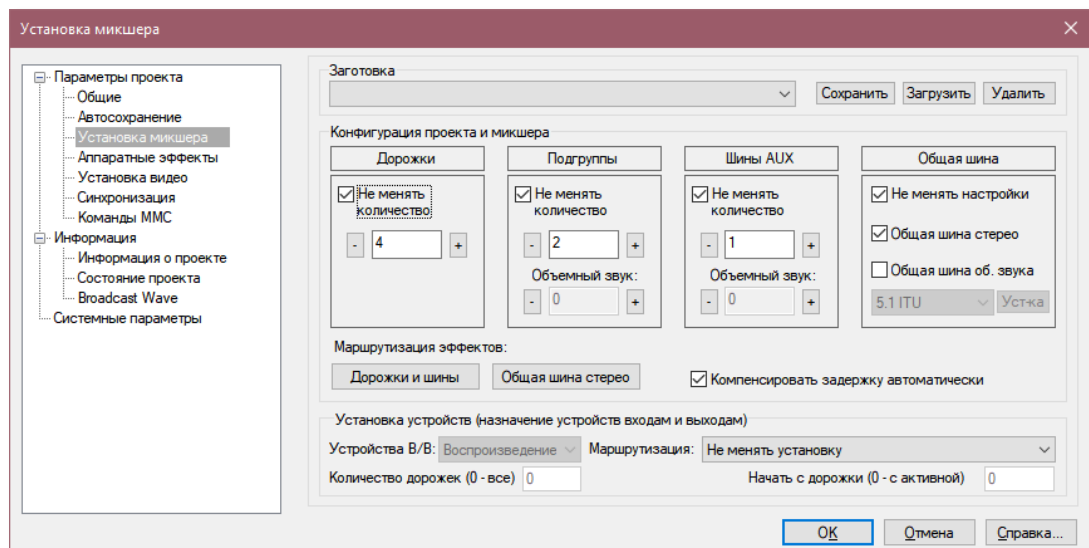 Установка микшера
Параметры проекта
Общие
Автосохранение
Установка микшера
Аппаратные эффекты
Установка видео
Синхронизация
Команды MMC
Информация
Информация о проекте
Состояние проекта
Broadcast Wave
Системные параметры
Заготовка
Сохранить Загрузить Удалить
Конфигурация проекта и микшера
Дорожки Подгруппы Шины AUX Общая шина
Не менять количество
4
Не менять количество
- 2 +
Объемный звук:
- 0 +
Не менять количество
- 1 +
Объемный звук:
- 0 +
Не менять настройки
Общая шина стерео
Общая шина об. звука
5.1 ITU Уст-ка
Маршрутизация эффектов:
Дорожки и шины Общая шина стерео Компенсировать задержку автоматически
Установка устройств (назначение устройств входам и выходам)
Устройства В/В: Воспроизведение Маршрутизация: Не менять установку
Количество дорожек (0 - все) 0 Начать с дорожки (0 - с активной) 0
OK Отмена Справка...